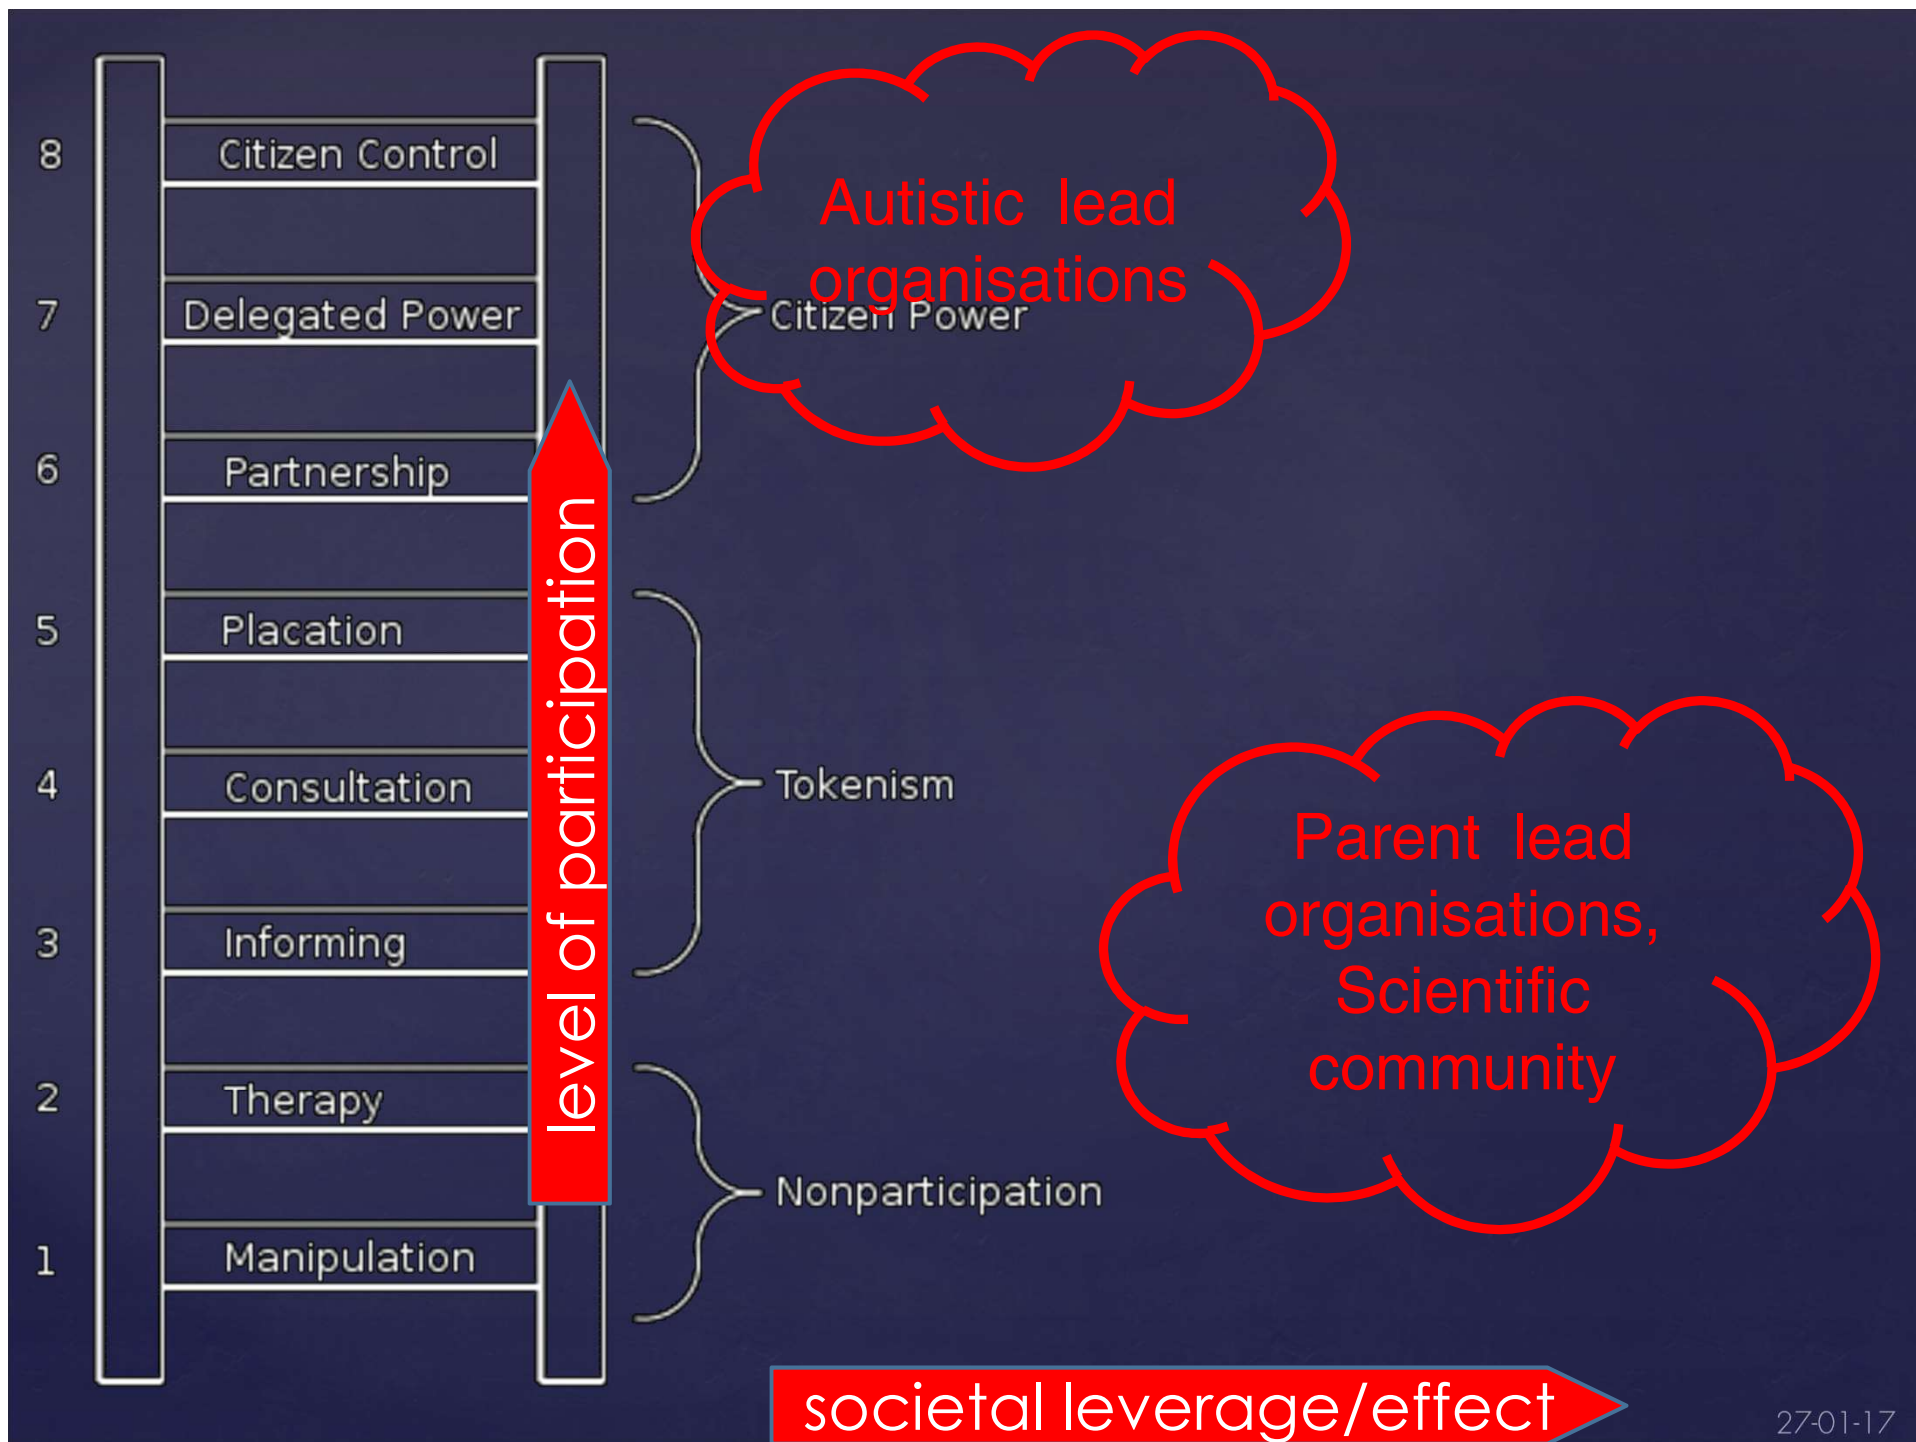 8
Citizen Control
Autistic lead
organisations
7
Delegated Power
Citizen Power
6
Partnership
level of participation
5
Placation
4
Consultation
Tokenism
Parent lead
organisations,
Scientific
community
3
Informing
2
Therapy
Nonparticipation
1
Manipulation
societal leverage/effect
27-01-17